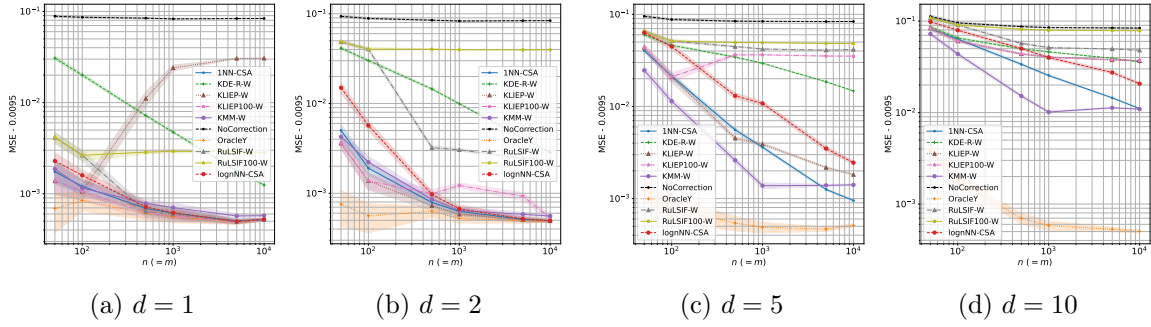 MSE - 0.0095
10⁻¹
10⁻²
10⁻³
10² 10³ 10⁴
n (=m)
1NN-CSA
KDE-R-W
KLIEP-W
KLIEP100-W
KMM-W
NoCorrection
OracleY
RuLSIF-W
RuLSIF100-W
lognNN-CSA
(a) d = 1
MSE - 0.0095
10⁻¹
10⁻²
10⁻³
10² 10³ 10⁴
n (=m)
1NN-CSA
KDE-R-W
KLIEP-W
KLIEP100-W
KMM-W
NoCorrection
OracleY
RuLSIF-W
RuLSIF100-W
lognNN-CSA
(b) d = 2
MSE - 0.0095
10⁻¹
10⁻²
10⁻³
10² 10³ 10⁴
n (=m)
1NN-CSA
KDE-R-W
KLIEP-W
KLIEP100-W
KMM-W
NoCorrection
OracleY
RuLSIF-W
RuLSIF100-W
lognNN-CSA
(c) d = 5
MSE - 0.0095
10⁻¹
10⁻²
10⁻³
10² 10³ 10⁴
n (=m)
1NN-CSA
KDE-R-W
KLIEP-W
KLIEP100-W
KMM-W
NoCorrection
OracleY
RuLSIF-W
RuLSIF100-W
lognNN-CSA
(d) d = 10